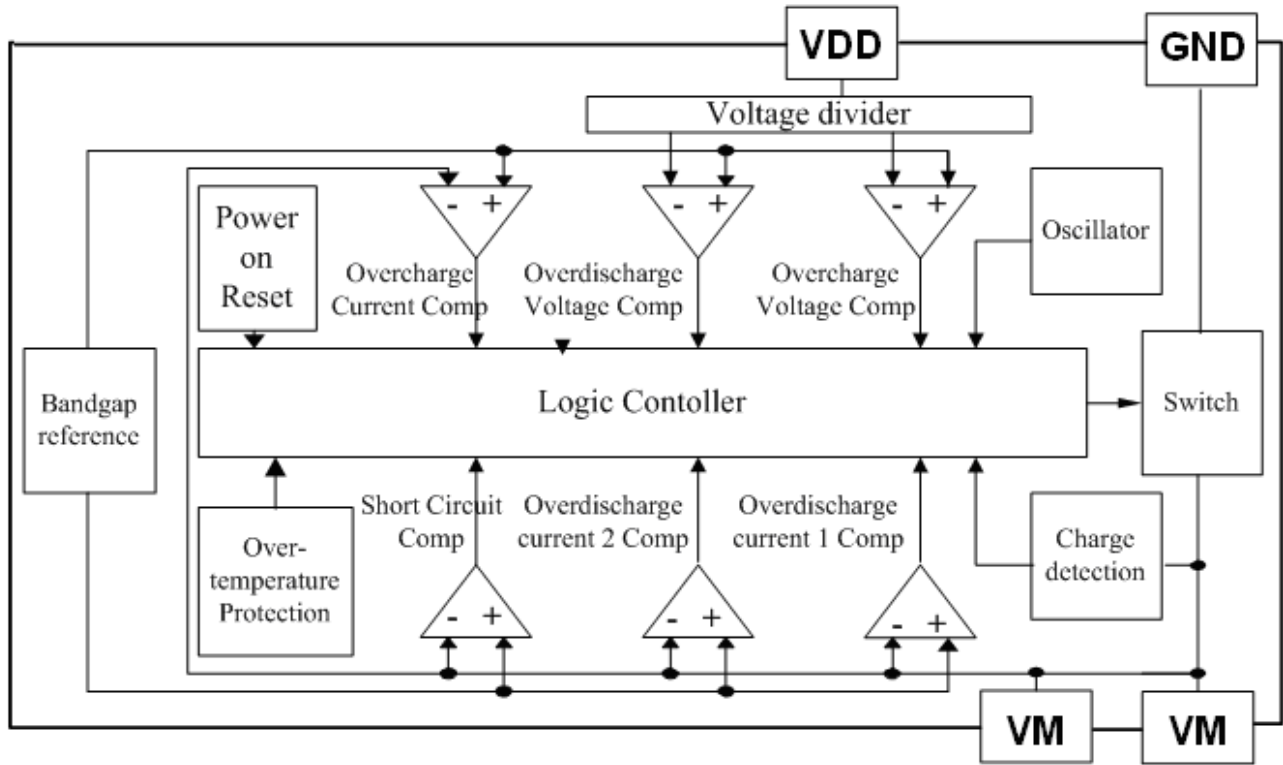 VDD
GND
Voltage divider
- +
- +
- +
Power
on
Reset
Oscillator
Overcharge
Current Comp
Overdischarge
Voltage Comp
Overcharge
Voltage Comp
Bandgap
reference
Logic Contoller
Switch
Short Circuit
Comp
Overdischarge
current 2 Comp
Overdischarge
current 1 Comp
Over-
temperature
Protection
Charge
detection
- +
- +
- +
VM
VM